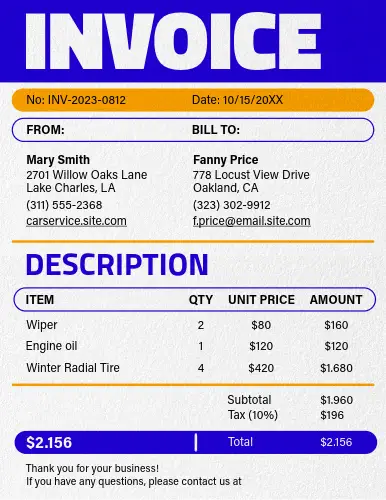 INVOICE
No: INV-2023-0812 Date: 10/15/20XX
FROM: BILL TO:
Mary Smith Fanny Price
2701 Willow Oaks Lane 778 Locust View Drive
Lake Charles, LA Oakland, CA
(311) 555-2368 (323) 302-9912
carservice.site.com f.price@email.site.com
DESCRIPTION
ITEM QTY UNIT PRICE AMOUNT
Wiper 2 $80 $160
Engine oil 1 $120 $120
Winter Radial Tire 4 $420 $1.680
Subtotal $1.960
Tax (10%) $196
$2.156 Total $2.156
Thank you for your business!
If you have any questions, please contact us at